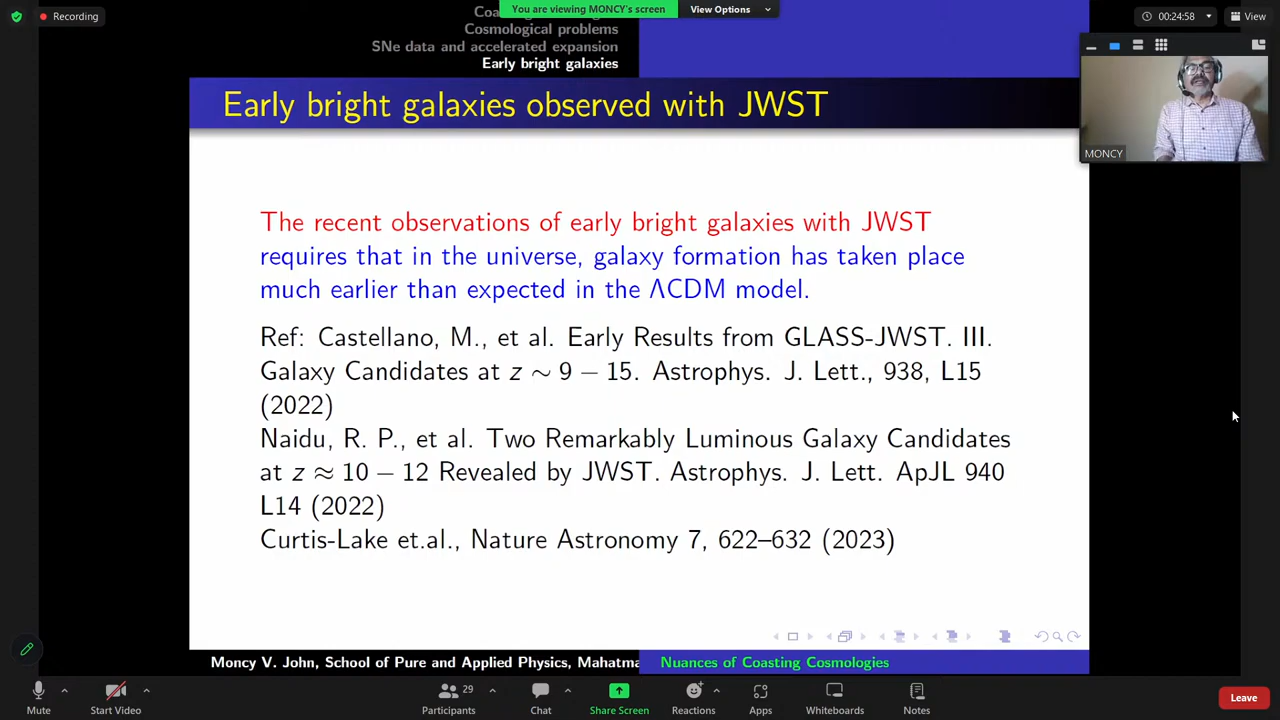 You are viewing MONCY's screen
View Options
Recording
00:24:58
View
Cosmological problems
SNe data and accelerated expansion
Early bright galaxies
MONCY
Early bright galaxies observed with JWST
The recent observations of early bright galaxies with JWST
requires that in the universe, galaxy formation has taken place
much earlier than expected in the ΛCDM model.
Ref: Castellano, M., et al. Early Results from GLASS-JWST. III.
Galaxy Candidates at z ∼ 9 − 15. Astrophys. J. Lett., 938, L15
(2022)
Naidu, R. P., et al. Two Remarkably Luminous Galaxy Candidates
at z ≈ 10 − 12 Revealed by JWST. Astrophys. J. Lett. ApJL 940
L14 (2022)
Curtis-Lake et.al., Nature Astronomy 7, 622–632 (2023)
Moncy V. John, School of Pure and Applied Physics, Mahatma
Nuances of Coasting Cosmologies
Mute
Start Video
29
Participants
Chat
Share Screen
Reactions
Apps
Whiteboards
Notes
Leave